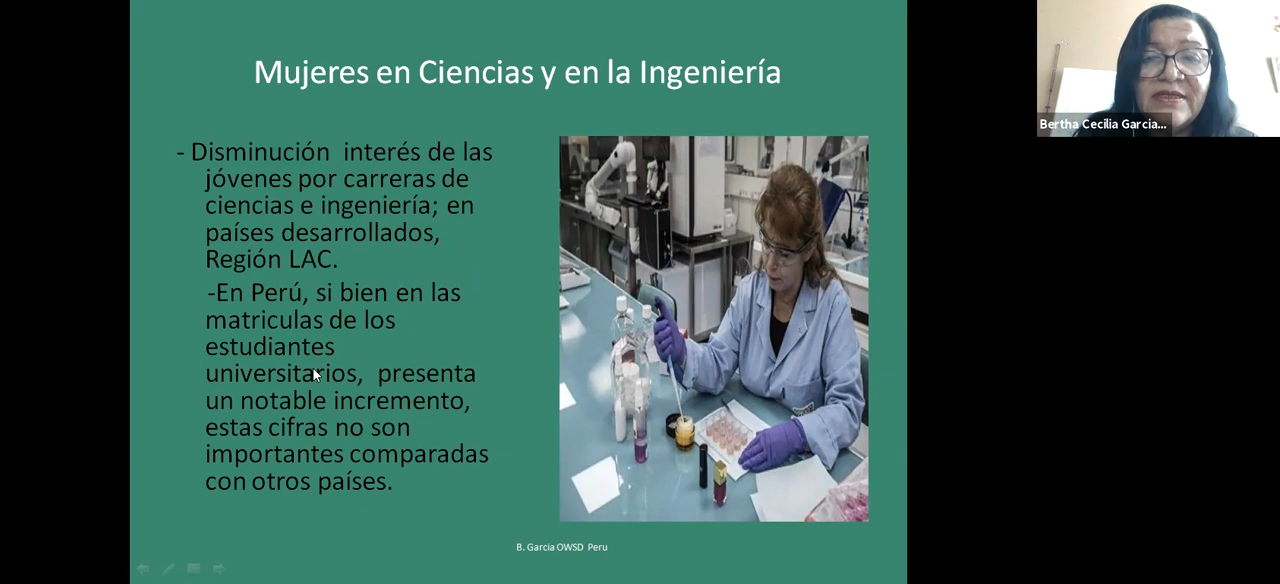 Mujeres en Ciencias y en la Ingeniería
- Disminución interés de las
jóvenes por carreras de
ciencias e ingeniería; en
países desarrollados,
Región LAC.
-En Perú, si bien en las
matriculas de los
estudiantes
universitarios, presenta
un notable incremento,
estas cifras no son
importantes comparadas
con otros países.
B. Garcia OWSD Peru
Bertha Cecilia Garcia...